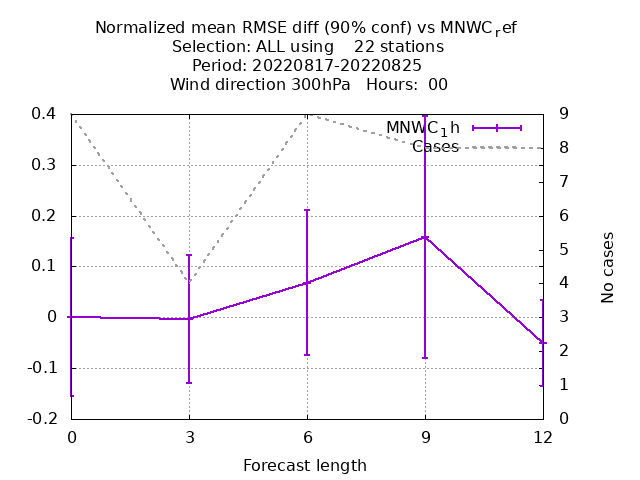 Normalized mean RMSE diff (90% conf) vs MNWC_ref
Selection: ALL using    22 stations
Period: 20220817-20220825
Wind direction 300hPa   Hours:  00
0.4
0.3
0.2
0.1
0
-0.1
-0.2
9
8
7
6
5
4
3
2
1
0
MNWC_1h
Cases
No cases
0 3 6 9 12
Forecast length